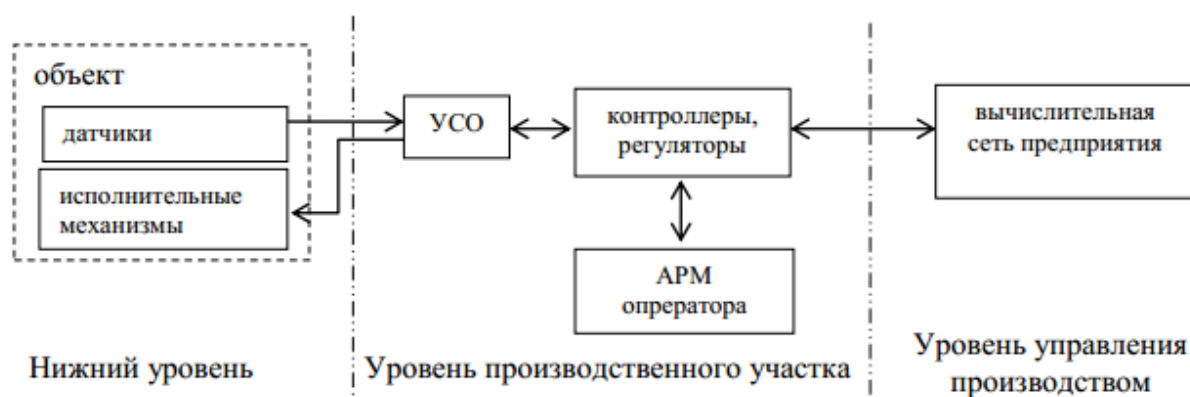 объект
датчики
исполнительные
механизмы
УСО
контроллеры,
регуляторы
АРМ
опрератора
вычислительная
сеть предприятия
Нижний уровень
Уровень производственного участка
Уровень управления
производством